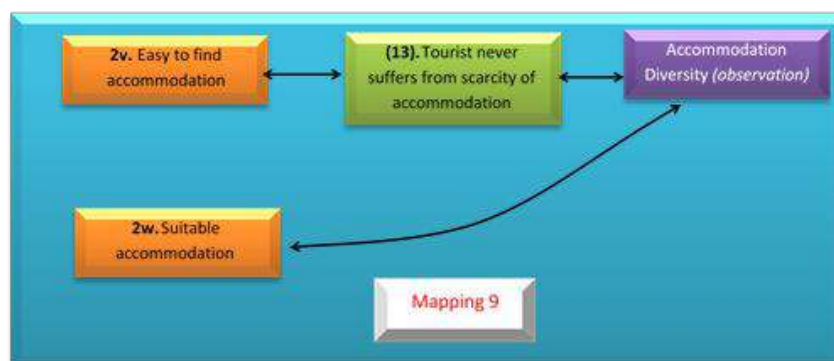 2v. Easy to find
accommodation
(13). Tourist never
suffers from scarcity of
accommodation
Accommodation
Diversity (observation)
2w. Suitable
accommodation
Mapping 9